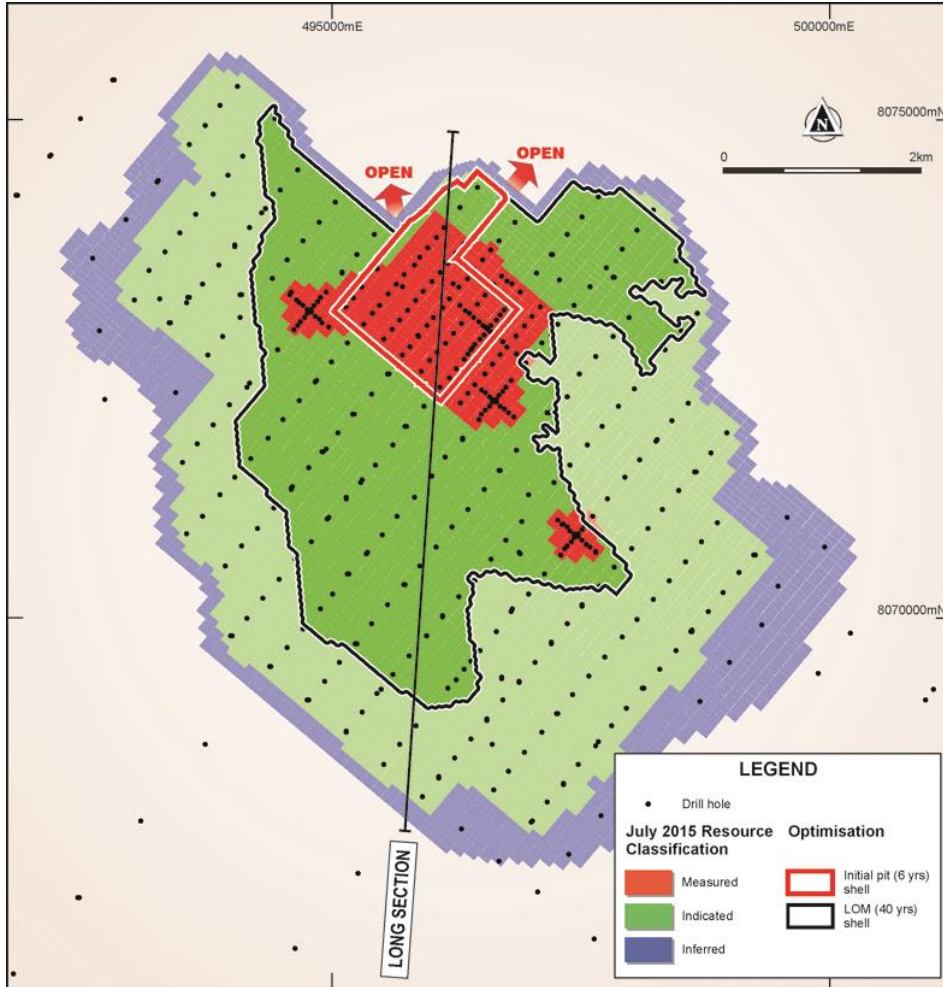 495000mE
500000mE
8075000mN
N
0
2km
OPEN
OPEN
8070000mN
LONG SECTION
LEGEND
Drill hole
July 2015 Resource
Classification
Optimisation
Measured
Initial pit (6 yrs)
shell
Indicated
LOM (40 yrs)
shell
Inferred